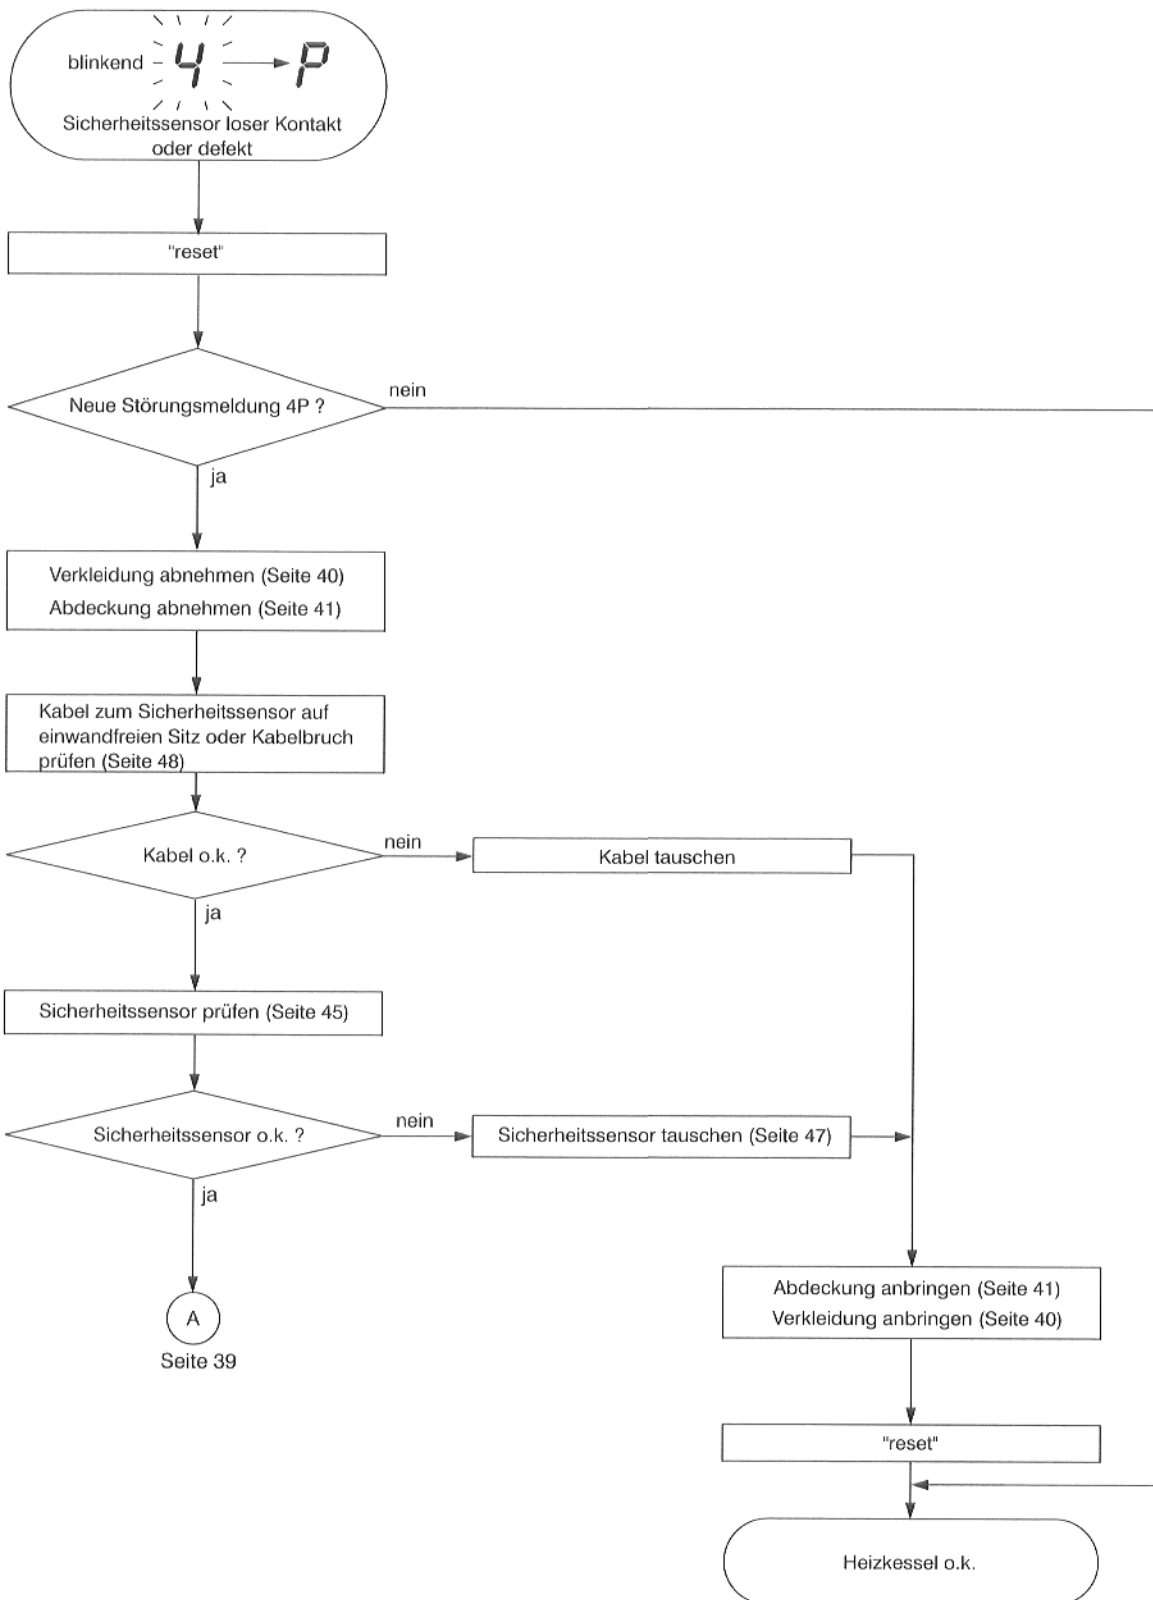 blinkend 4 P
Sicherheitssensor loser Kontakt
oder defekt
"reset"
Neue Störungsmeldung 4P ?
nein
ja
Verkleidung abnehmen (Seite 40)
Abdeckung abnehmen (Seite 41)
Kabel zum Sicherheitssensor auf
einwandfreien Sitz oder Kabelbruch
prüfen (Seite 48)
Kabel o.k. ?
nein
Kabel tauschen
ja
Sicherheitssensor prüfen (Seite 45)
Sicherheitssensor o.k. ?
nein
Sicherheitssensor tauschen (Seite 47)
ja
A
Seite 39
Abdeckung anbringen (Seite 41)
Verkleidung anbringen (Seite 40)
"reset"
Heizkessel o.k.